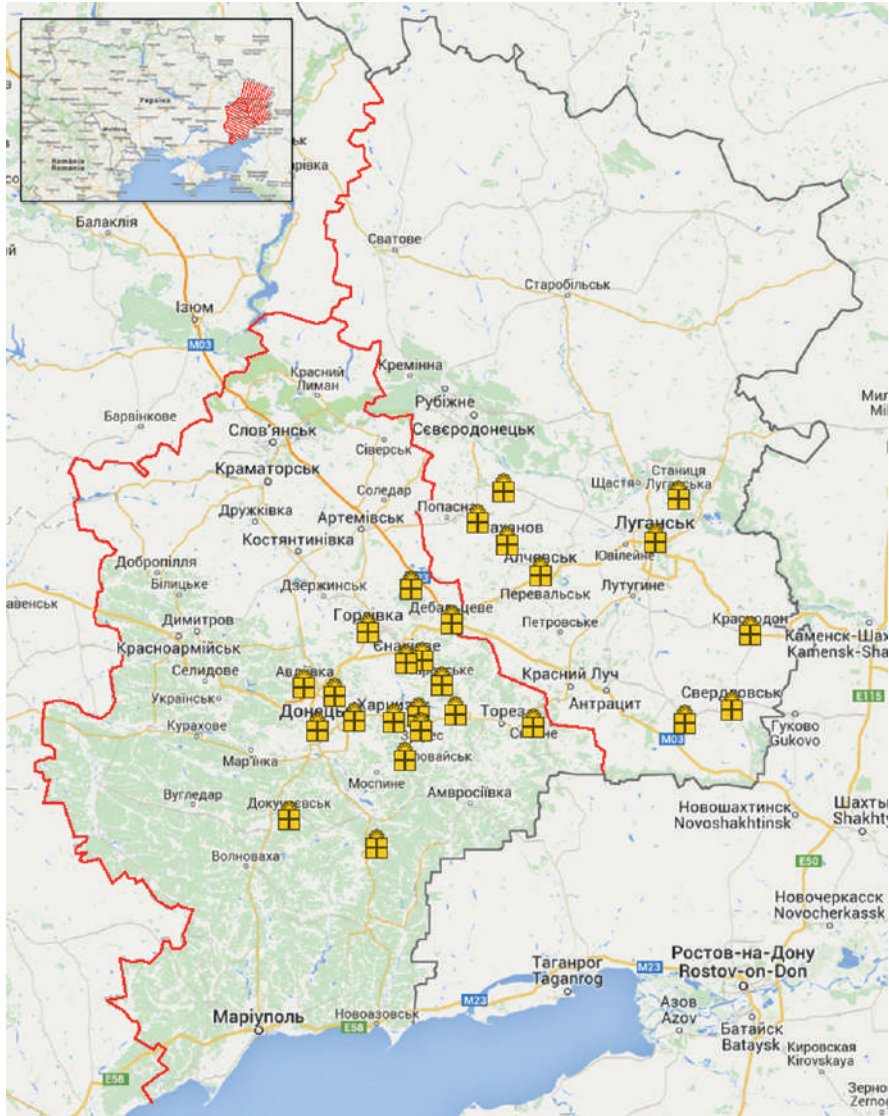 Україна
România
Romania
Балаклія
Сватове
Старобільськ
Ізюм
M03
Красний
Лиман
Кремінна
Рубіжне
Барвінкове
Слов'янськ
Сєвєродонецьк
Сіверськ
Краматорськ
Щастя
Станиця
Луганська
Соледар
Попасна
Дружківка
Артемівськ
Луганськ
Костянтинівка
Алчевськ
Ювілейне
Добропілля
Білицьке
Дзержинськ
Перевальськ
Лутугине
Дебальцеве
Димитров
Горлівка
Петровське
Краснодон
Красноармійськ
Каменск-Шах
Kamensk-Sha
Селидове
Авдіївка
Красний Луч
Свердловськ
E115
Українськ
Антрацит
Донецьк
Торез
Курахове
M03
Гуково
Gukovo
Мар'їнка
Моспине
Амвросіївка
Вугледар
Докучаєвськ
Новошахтинск
Novoshakhtinsk
Шахты
Shakhty
Волноваха
E50
Новочеркасск
Novocherkassk
Таганрог
Taganrog
M23
Ростов-на-Дону
Rostov-on-Don
M23
Маріуполь
Новоазовськ
E58
Азов
Azov
Батайск
Bataysk
Кировская
Kirovskaya
E58
Зерно
Zerno